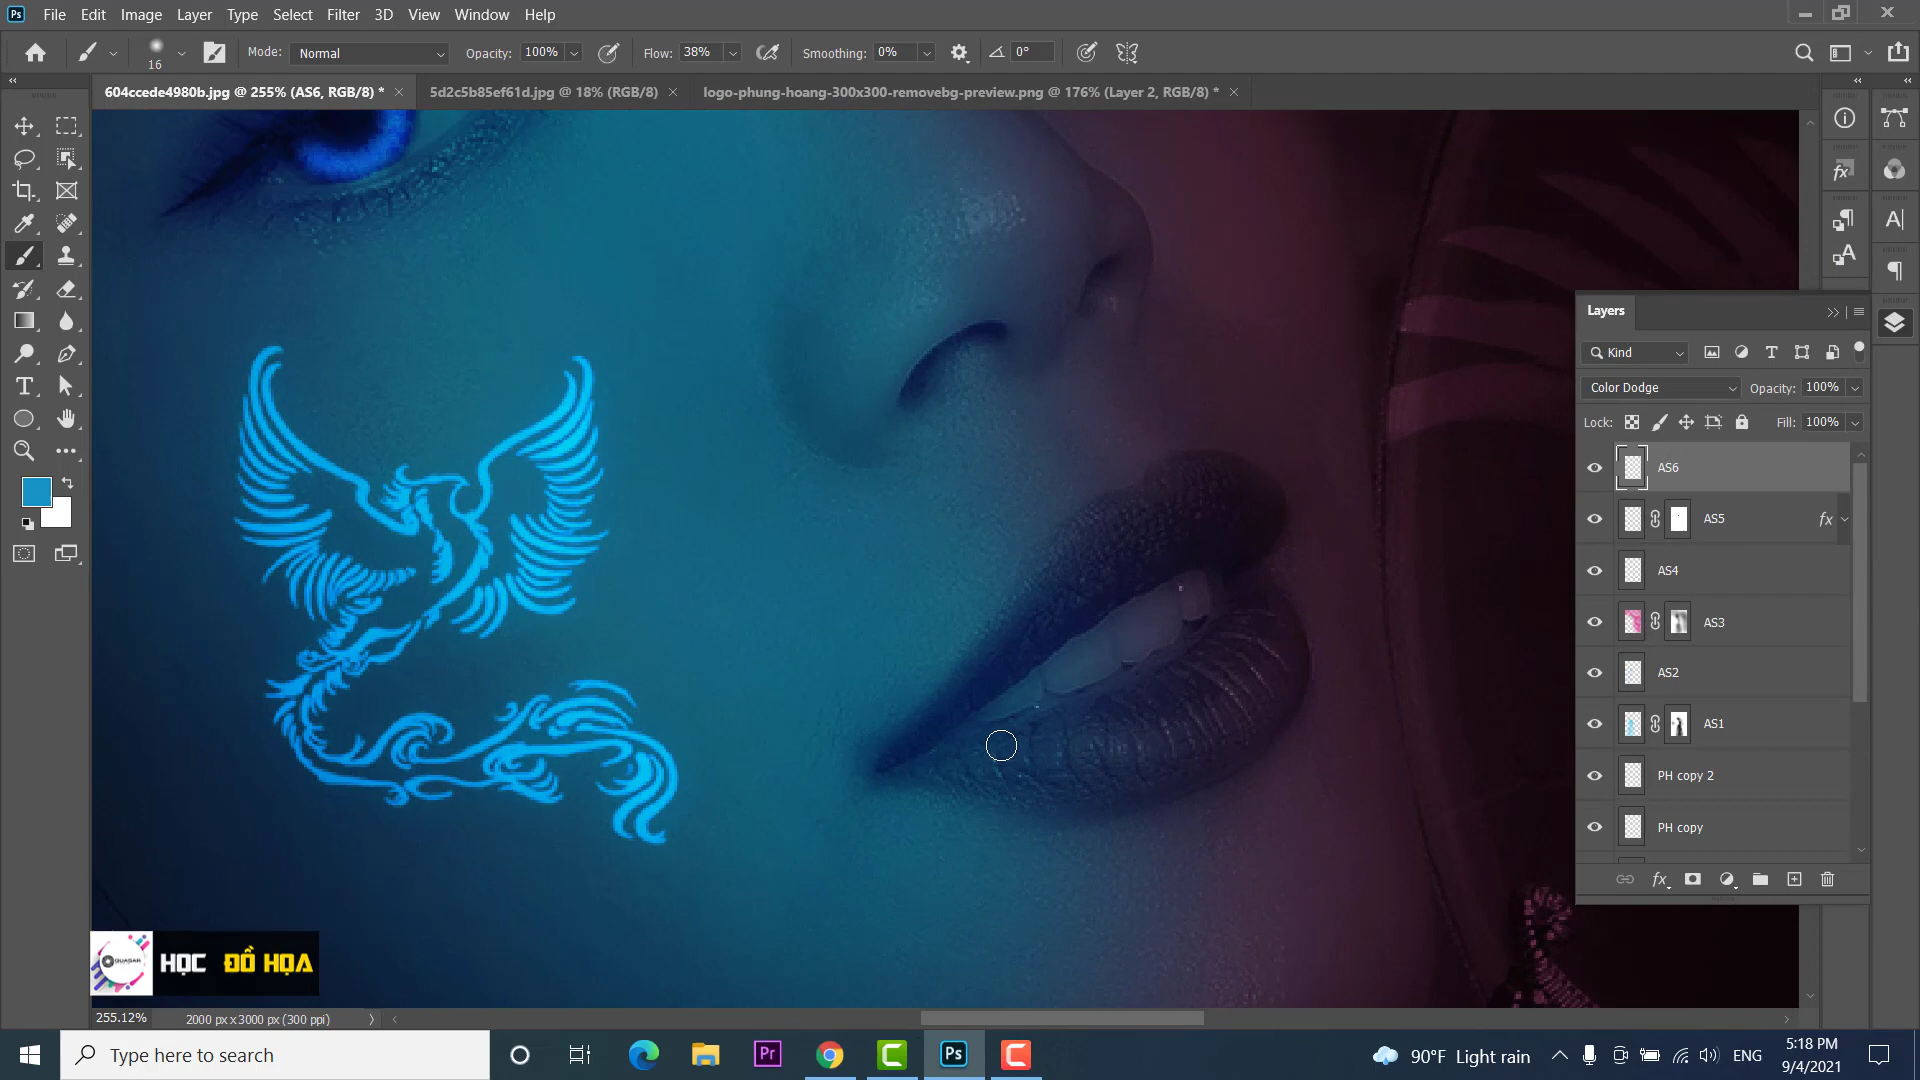 Ps File Edit Image Layer Type Select Filter 3D View Window Help
16 Mode: Normal Opacity: 100% Flow: 38% Smoothing: 0% 0°
604ccede4980b.jpg @ 255% (AS6, RGB/8) * 5d2c5b85ef61d.jpg @ 18% (RGB/8) logo-phung-hoang-300x300-removebg-preview.png @ 176% (Layer 2, RGB/8) *
Layers
Kind
Color Dodge Opacity: 100%
Lock: Fill: 100%
AS6
AS5 fx
AS4
AS3
AS2
AS1
PH copy 2
PH copy
fx
QUASAR HỌC ĐỒ HỌA
255.12% 2000 px x 3000 px (300 ppi)
Type here to search Pr Ps 90°F Light rain ENG 5:18 PM
9/4/2021